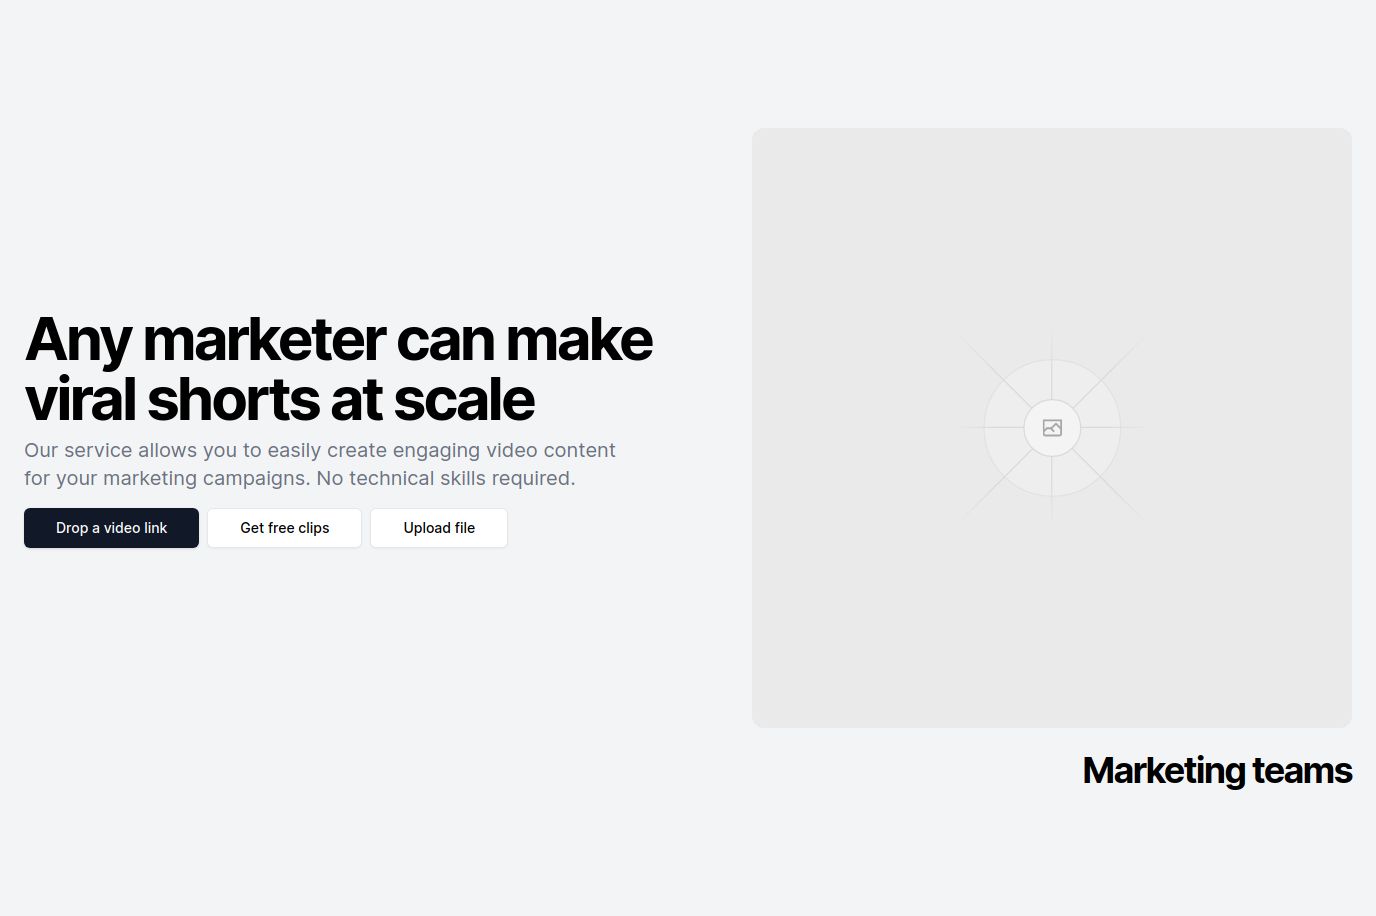 Any marketer can make
viral shorts at scale
Our service allows you to easily create engaging video content
for your marketing campaigns. No technical skills required.
Drop a video link
Get free clips
Upload file
Marketing teams